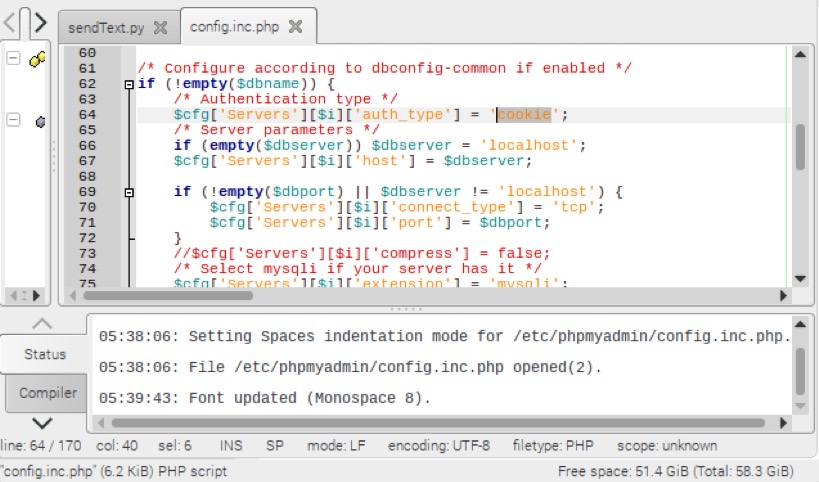 sendText.py
config.inc.php
60
61 /* Configure according to dbconfig-common if enabled */
62 if (!empty($dbname)) {
63 /* Authentication type */
64 $cfg['Servers'][$i]['auth_type'] = 'cookie';
65 /* Server parameters */
66 if (empty($dbserver)) $dbserver = 'localhost';
67 $cfg['Servers'][$i]['host'] = $dbserver;
68
69 if (!empty($dbport) || $dbserver != 'localhost') {
70 $cfg['Servers'][$i]['connect_type'] = 'tcp';
71 $cfg['Servers'][$i]['port'] = $dbport;
72 }
73 //$cfg['Servers'][$i]['compress'] = false;
74 /* Select mysqli if your server has it */
75 $cfg['Servers'][$i]['extension'] = 'mysqli';
Status
Compiler
05:38:06: Setting Spaces indentation mode for /etc/phpmyadmin/config.inc.php.
05:38:06: File /etc/phpmyadmin/config.inc.php opened(2).
05:39:43: Font updated (Monospace 8).
line: 64 / 170 col: 40 sel: 6 INS SP mode: LF encoding: UTF-8 filetype: PHP scope: unknown
"config.inc.php" (6.2 KiB) PHP script Free space: 51.4 GiB (Total: 58.3 GiB)